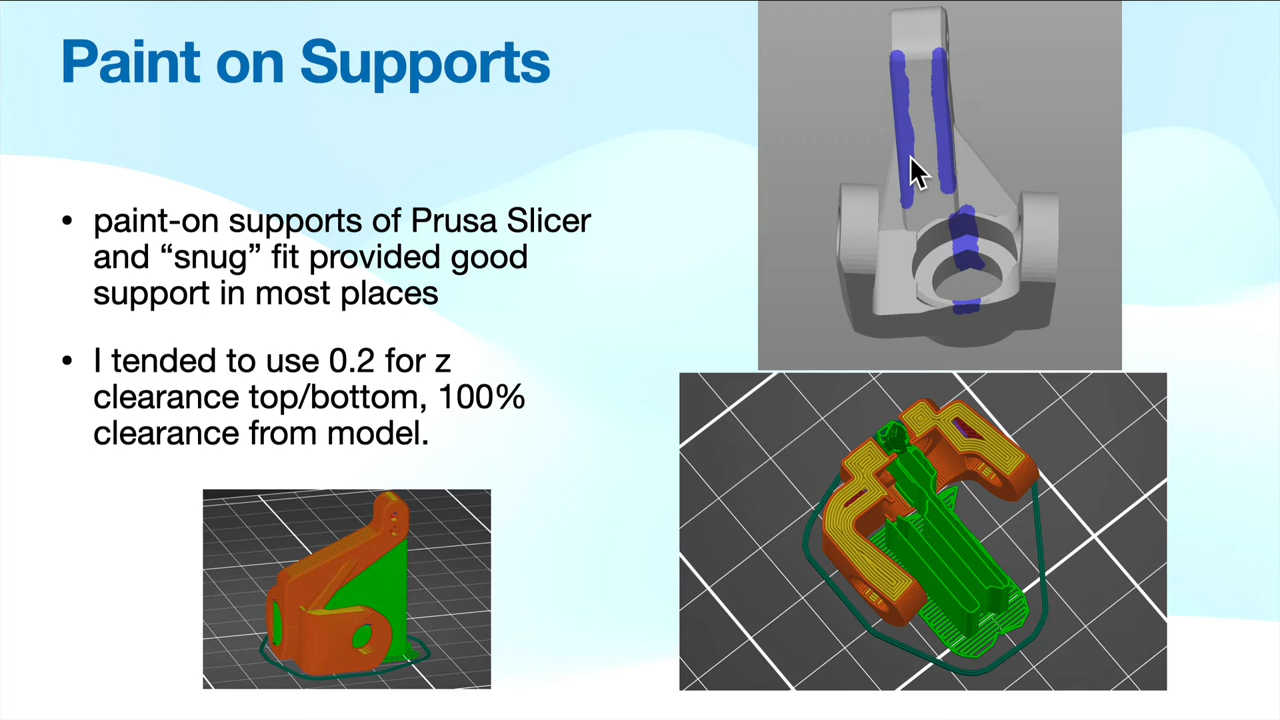 Paint on Supports
• paint-on supports of Prusa Slicer
and “snug” fit provided good
support in most places
• I tended to use 0.2 for z
clearance top/bottom, 100%
clearance from model.